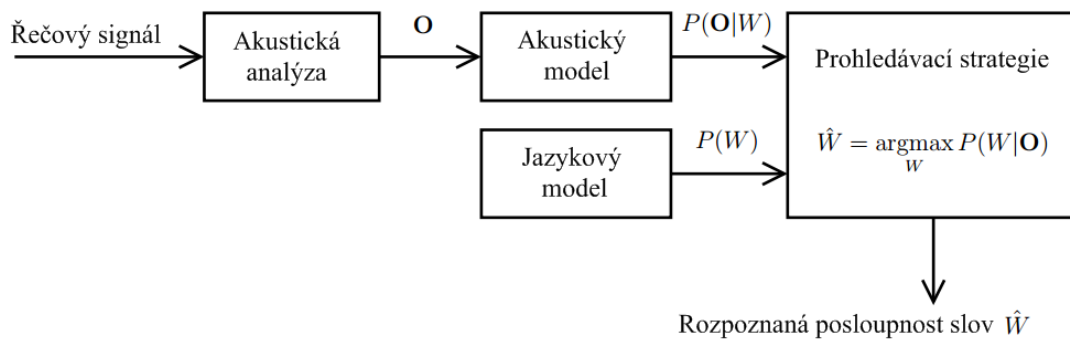 Řečový signál
Akustická
analýza
O
Akustický
model
P(O|W)
Jazykový
model
P(W)
Prohledávací strategie
Ŵ = argmax P(W|O)
W
Rozpoznaná posloupnost slov Ŵ